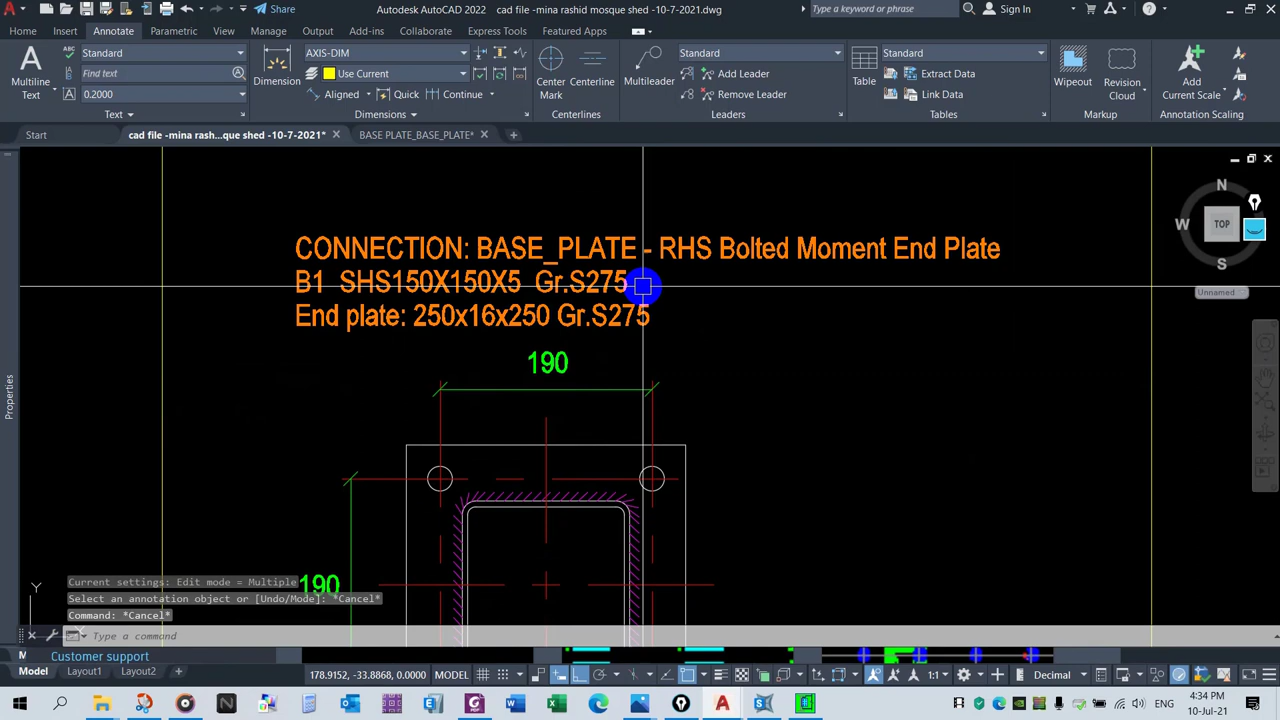 Share
Autodesk AutoCAD 2022 cad file -mina rashid mosque shed -10-7-2021.dwg
Type a keyword or phrase
Sign In
Home Insert Annotate Parametric View Manage Output Add-ins Collaborate Express Tools Featured Apps
Multiline Text
Standard
Find text
0.2000
Text
Dimension
AXIS-DIM
Use Current
Aligned Quick Continue
Dimensions
Center Mark
Centerline
Centerlines
Multileader
Standard
Add Leader
Remove Leader
Leaders
Table
Standard
Extract Data
Link Data
Tables
Wipeout
Revision Cloud
Markup
Add Current Scale
Annotation Scaling
Start cad file -mina rash...que shed -10-7-2021* BASE PLATE_BASE_PLATE*
N
W TOP
S
Unnamed
CONNECTION: BASE_PLATE - RHS Bolted Moment End Plate
B1 SHS150X150X5 Gr.S275
End plate: 250x16x250 Gr.S275
190
190
Properties
Y
Current settings: Edit mode = Multiple
Select an annotation object or [Undo/Mode]: *Cancel*
Command: *Cancel*
Type a command
Customer support
Model Layout1 Layout2
178.9152, -33.8868, 0.0000 MODEL
1:1
Decimal
4:34 PM
ENG
10-Jul-21